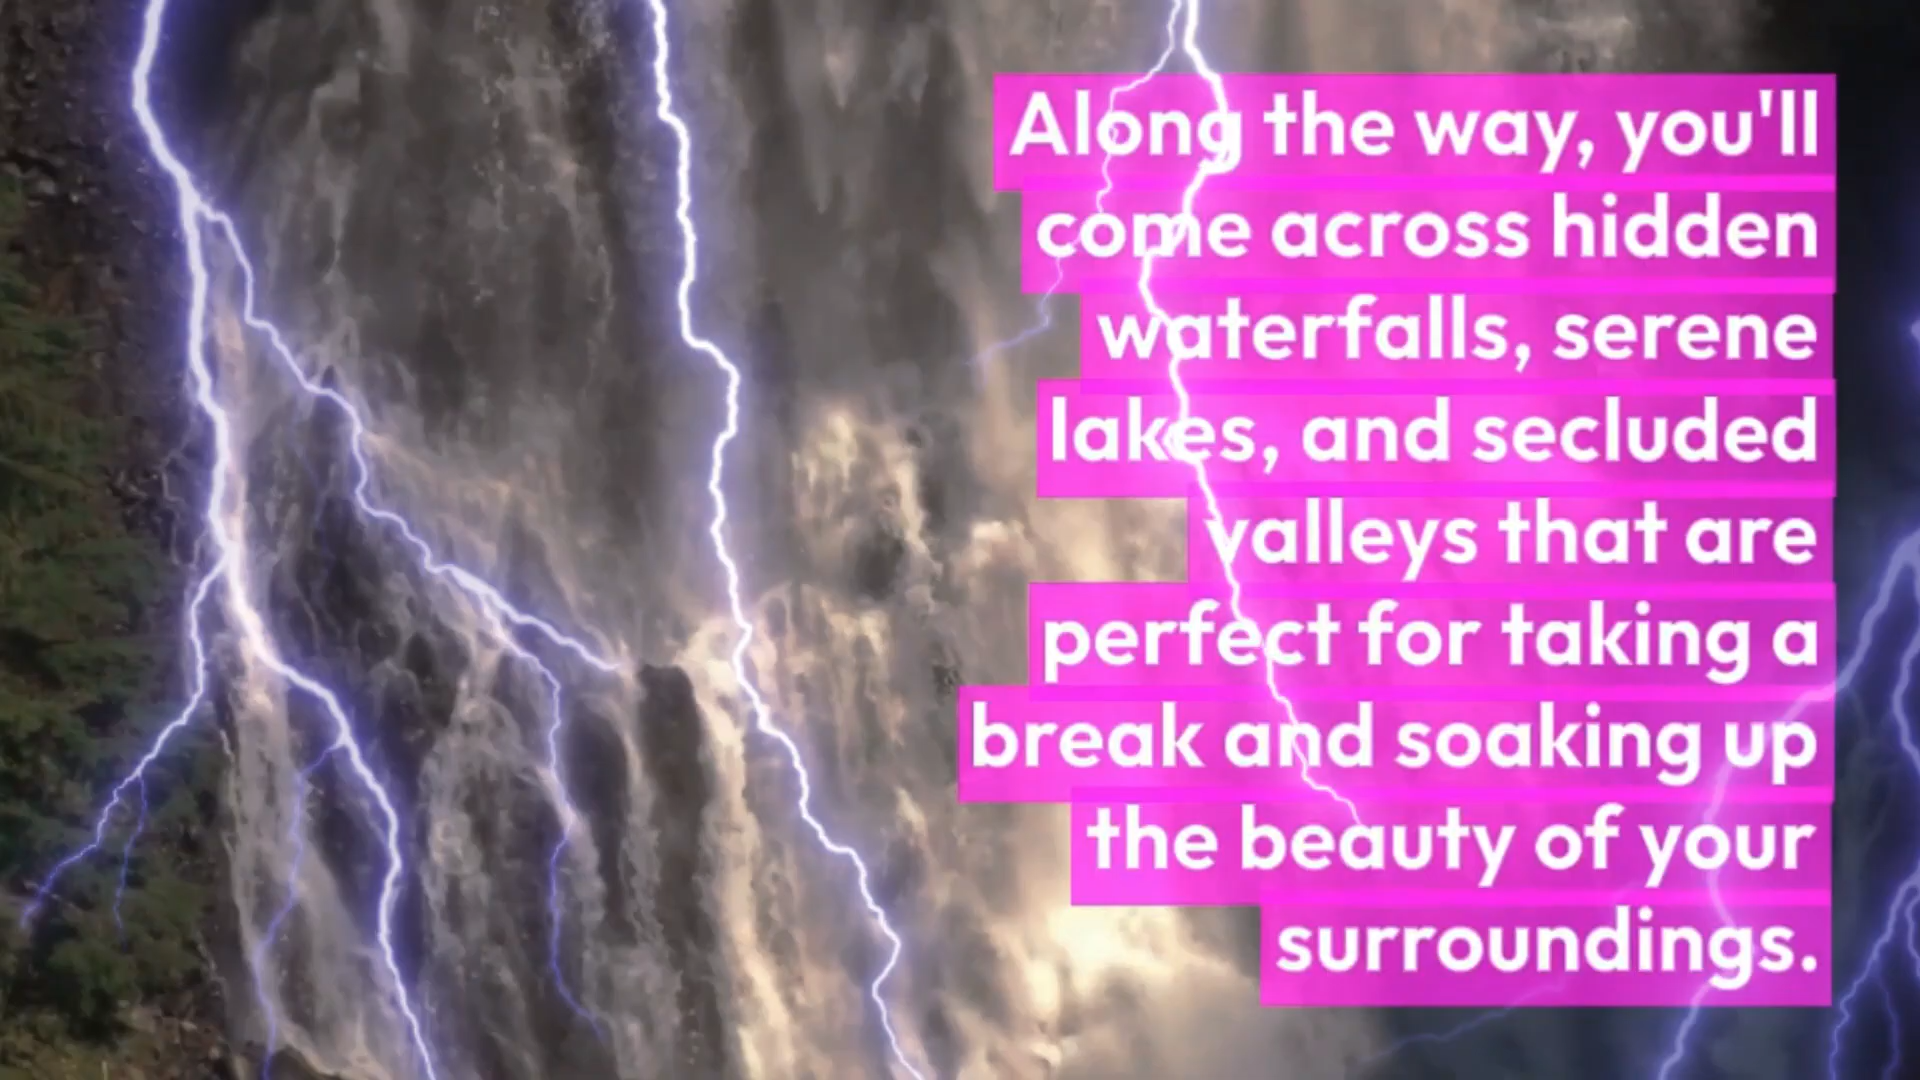 Along the way, you'll
come across hidden
waterfalls, serene
lakes, and secluded
valleys that are
perfect for taking a
break and soaking up
the beauty of your
surroundings.